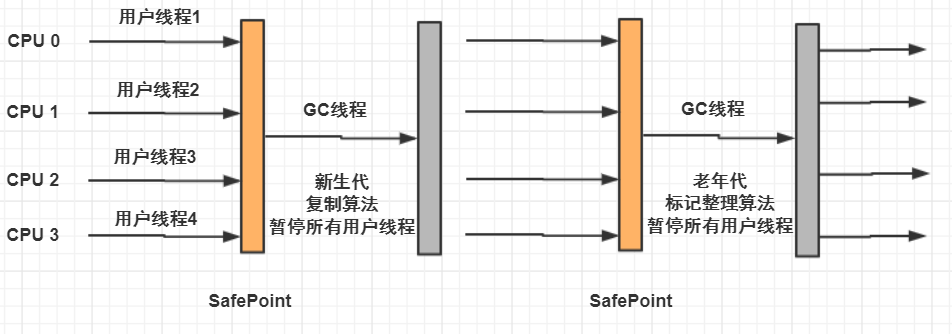 用户线程1
CPU 0
用户线程2
CPU 1
GC线程
GC线程
用户线程3
CPU 2
新生代
复制算法
暂停所有用户线程
老年代
标记整理算法
暂停所有用户线程
用户线程4
CPU 3
SafePoint
SafePoint